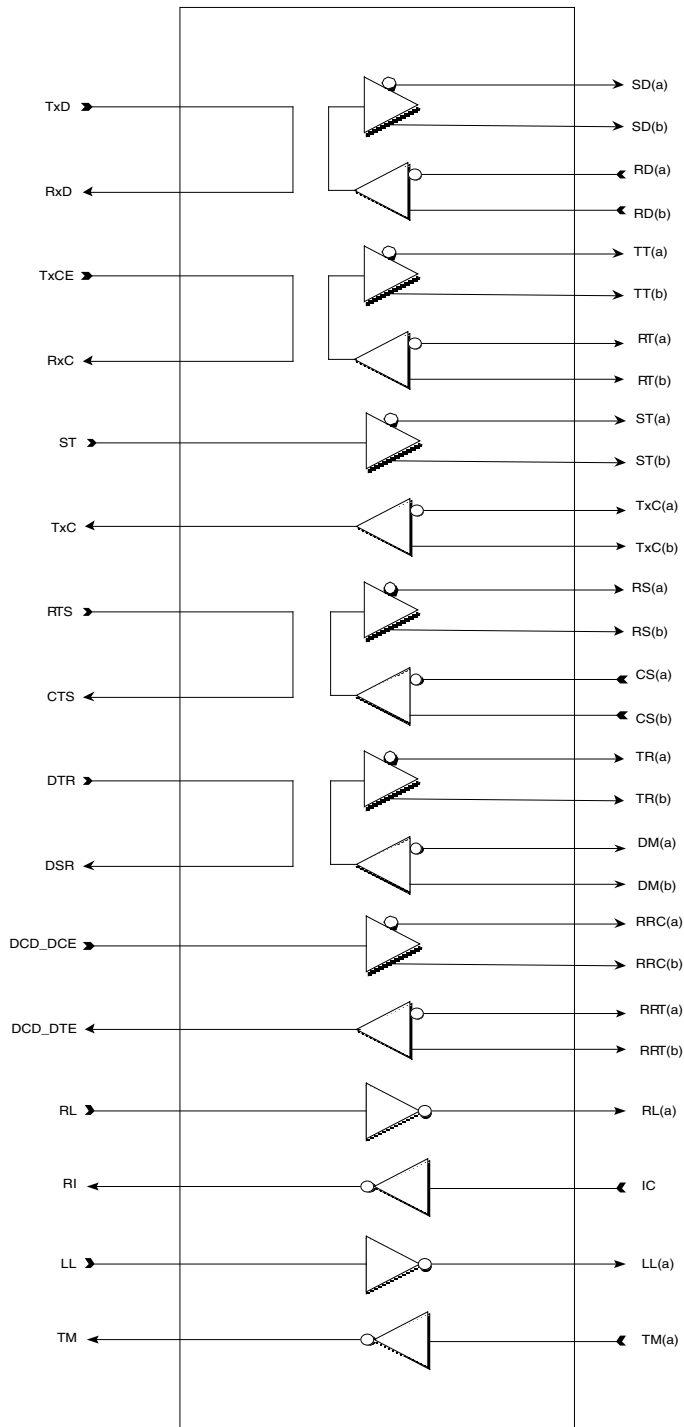 TxD
SD(a)
SD(b)
RxD
RD(a)
RD(b)
TxCE
TT(a)
TT(b)
RxC
RT(a)
RT(b)
ST
ST(a)
ST(b)
TxC
TxC(a)
TxC(b)
RTS
RS(a)
RS(b)
CTS
CS(a)
CS(b)
DTR
TR(a)
TR(b)
DSR
DM(a)
DM(b)
DCD_DCE
RRC(a)
RRC(b)
DCD_DTE
RRT(a)
RRT(b)
RL
RL(a)
RI
IC
LL
LL(a)
TM
TM(a)